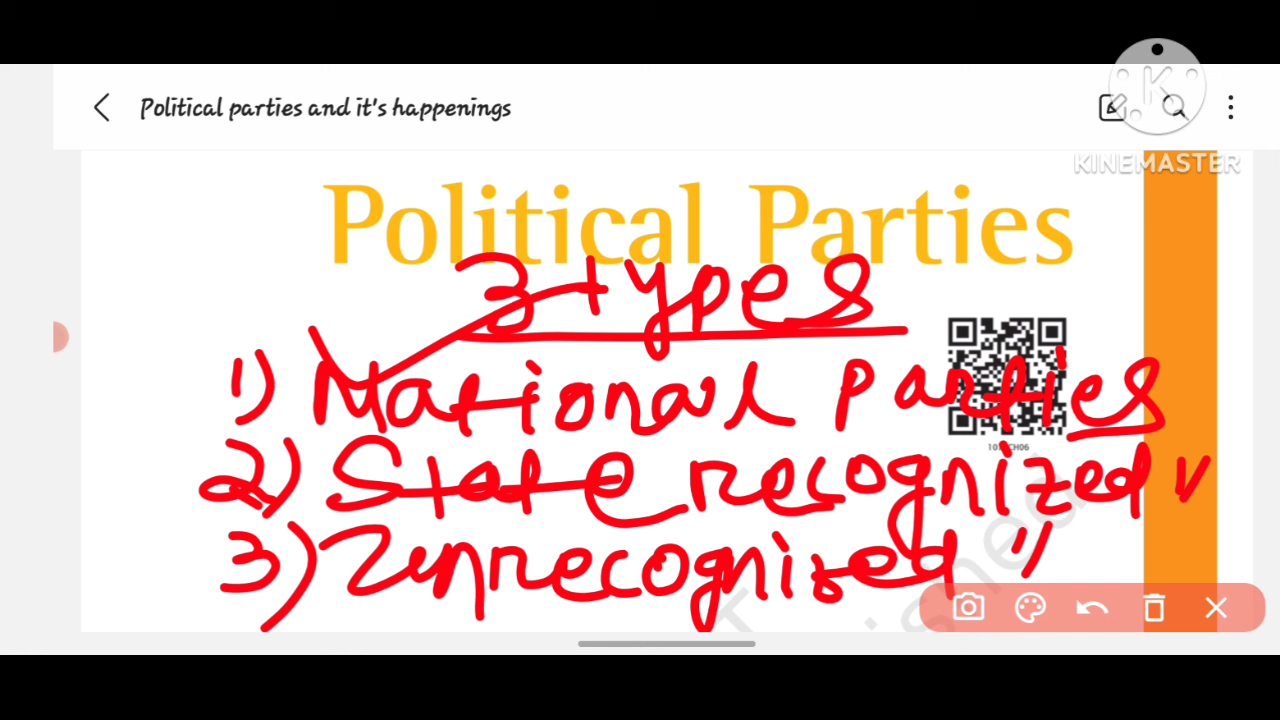 Political parties and it's happenings
KINEMASTER
Political Parties
3 types
1) National Parties
2) State recognized "
3) Unrecognized "